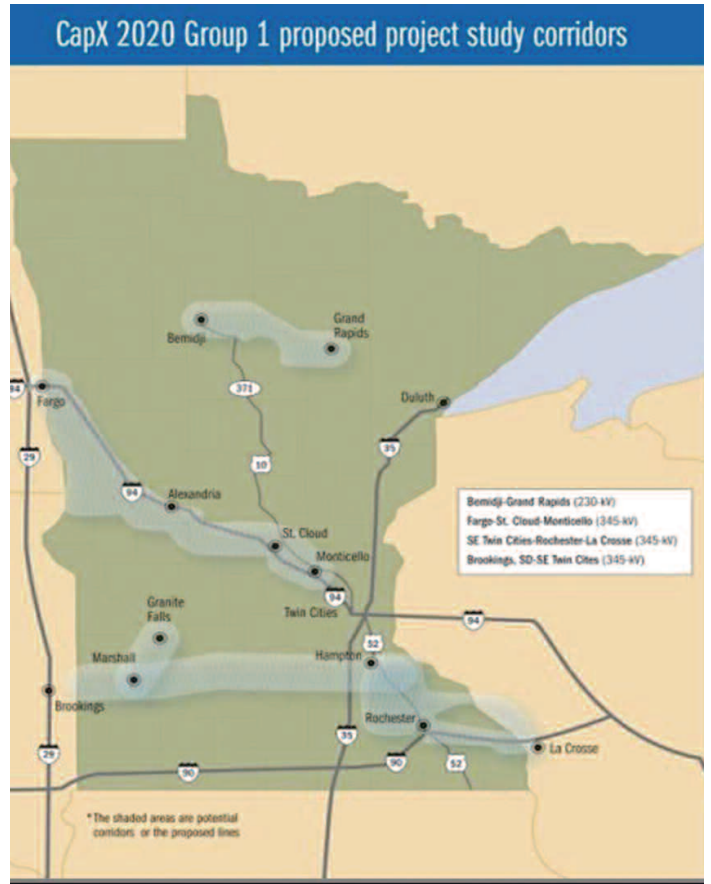 CapX 2020 Group 1 proposed project study corridors
Bemidji
Grand
Rapids
371
94
Fargo
Duluth
29
35
10
94
Alexandria
Bemidji-Grand Rapids (230-kV)
Fargo-St. Cloud-Monticello (345-kV)
SE Twin Cities-Rochester-La Crosse (345-kV)
Brookings, SD-SE Twin Cites (345-kV)
St. Cloud
Monticello
94
Twin Cities
Granite
Falls
94
52
Marshall
Hampton
Brookings
Rochester
35
La Crosse
29
90
90
52
*The shaded areas are potential
corridors or the proposed lines